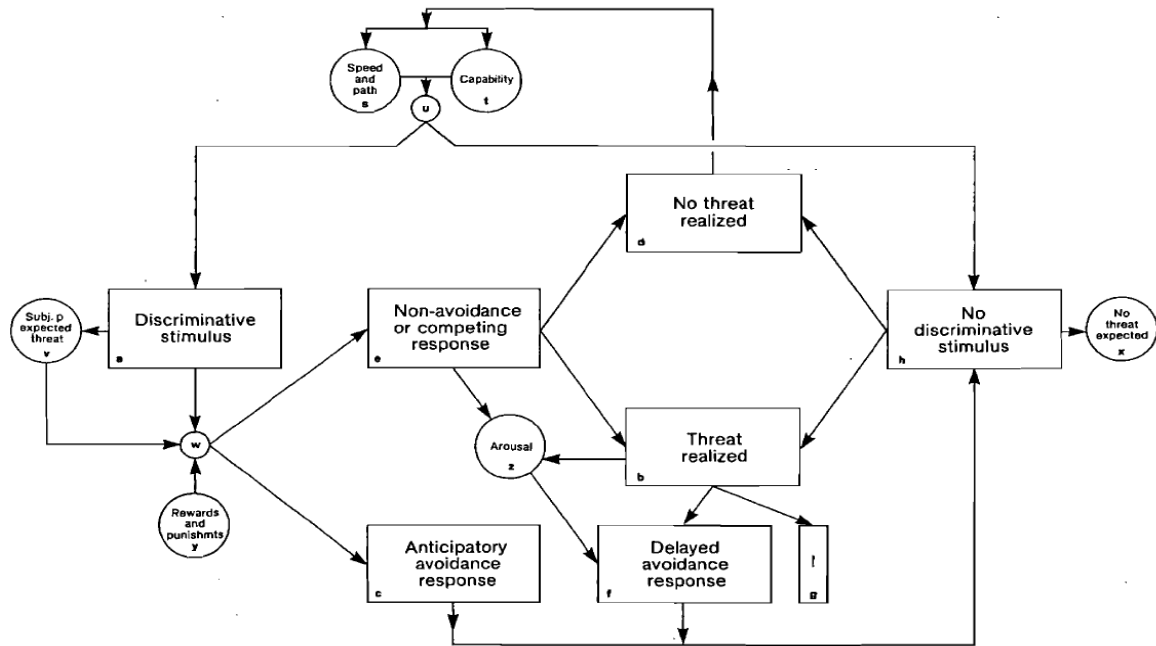 Speed
and
path
s
Capability
t
u
No threat
realized
d
Subj. p
expected
threat
v
Discriminative
stimulus
a
Non-avoidance
or competing
response
e
No
discriminative
stimulus
h
No
threat
expected
x
w
Arousal
z
Threat
realized
b
Rewards
and
punishmts
y
Anticipatory
avoidance
response
c
Delayed
avoidance
response
f
!
g